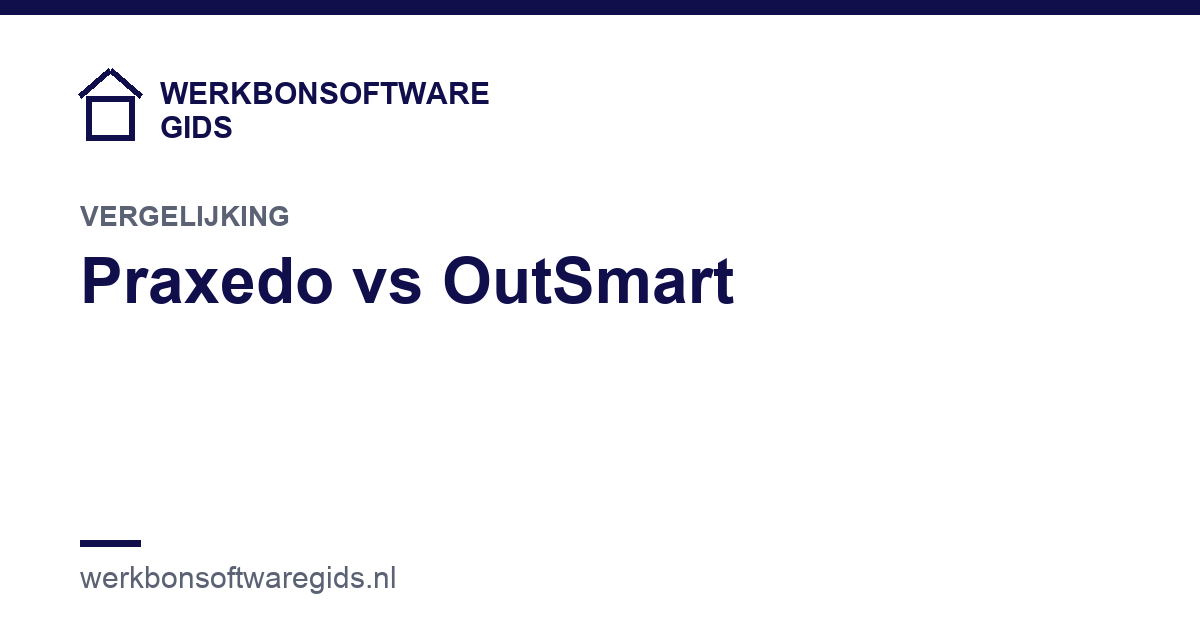 WERKBONSOFTWARE
GIDS
VERGELIJKING
Praxedo vs OutSmart
werkbonsoftwaregids.nl